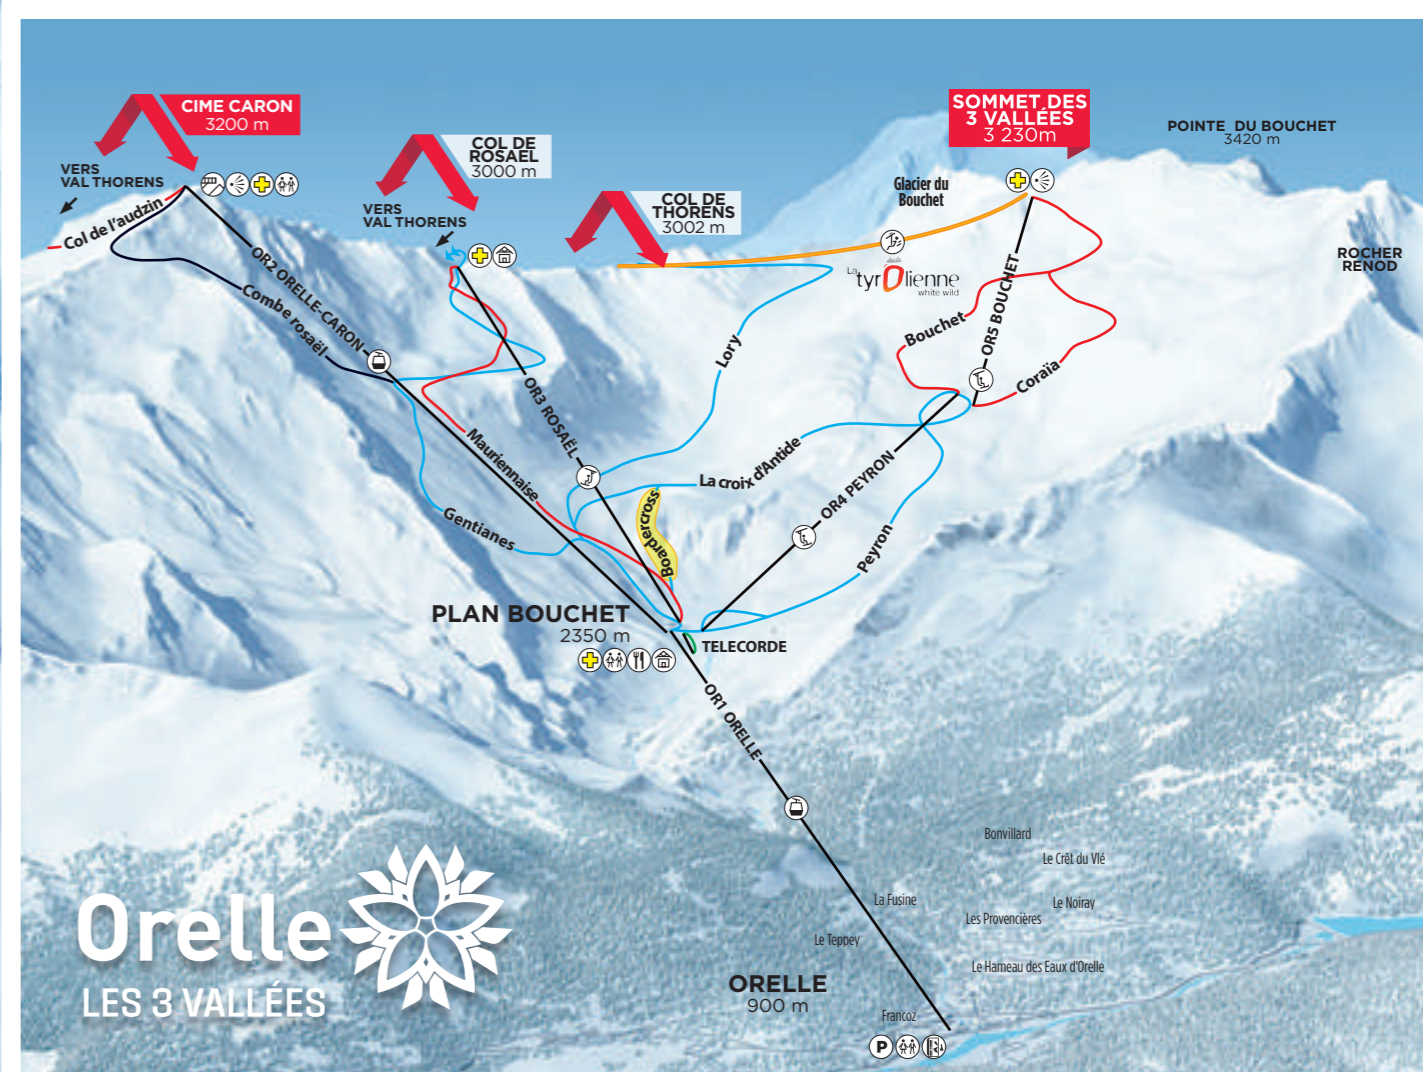 CIME CARON
3200 m
VERS
VAL THORENS
COL DE
ROSAEL
3000 m
VERS
VAL THORENS
COL DE
THORENS
3002 m
SOMMET DES
3 VALLÉES
3 230m
POINTE DU BOUCHET
3420 m
Glacier du
Bouchet
ROCHER
RENOD
La
tyrOlienne
white wild
Col de l'audzin
OR2 ORELLE-CARON
Combe rosaël
OR3 ROSAËL
Lory
Bouchet
OR5 BOUCHET
Coraïa
Mauriennaise
La croix d'Antide
OR4 PEYRON
Gentianes
Boardercross
Peyron
PLAN BOUCHET
2350 m
TELECORDE
OR1 ORELLE
Bonvillard
Le Crêt du Vlé
La Fusine
Le Noiray
Les Provencières
Le Teppey
Le Hameau des Eaux d'Orelle
ORELLE
900 m
Francoz
P
Orelle
LES 3 VALLÉES